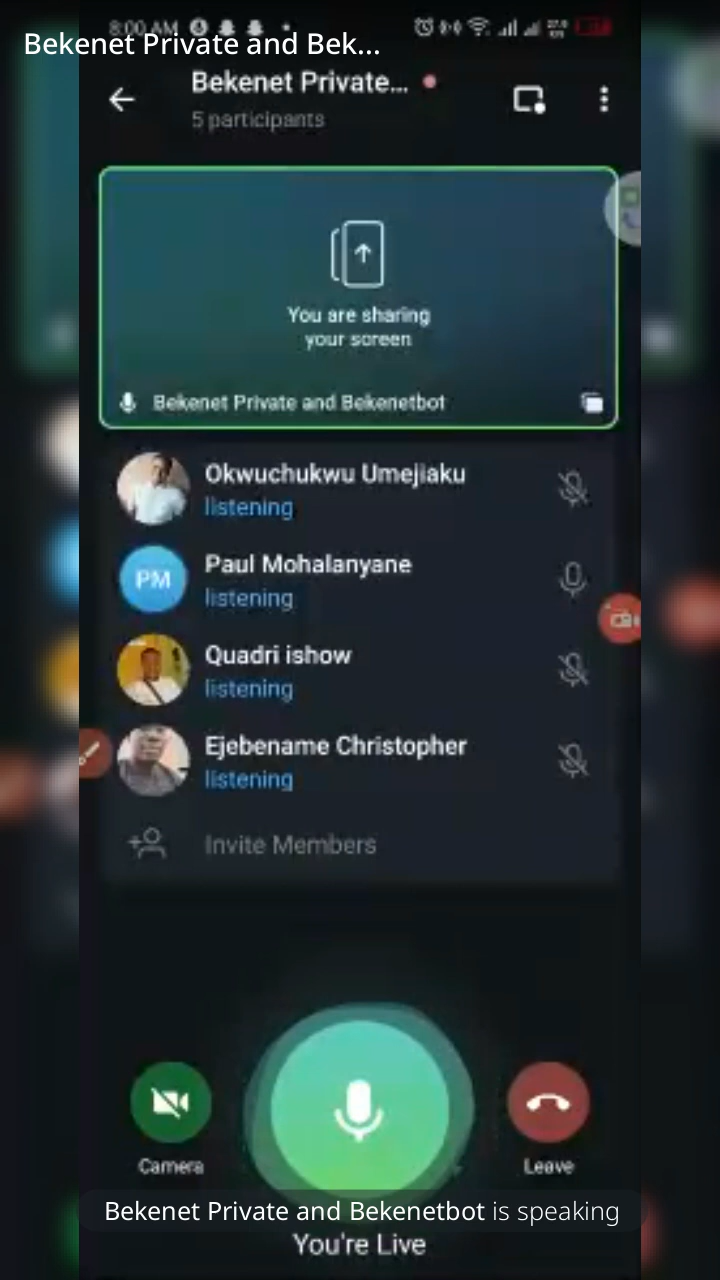 8:00 AM
Bekenet Private and Bek...
Bekenet Private...
5 participants
You are sharing
your screen
Bekenet Private and Bekenetbot
Okwuchukwu Umejiaku
listening
PM
Paul Mohalanyane
listening
Quadri ishow
listening
Ejebename Christopher
listening
Invite Members
Camera
Leave
Bekenet Private and Bekenetbot is speaking
You're Live